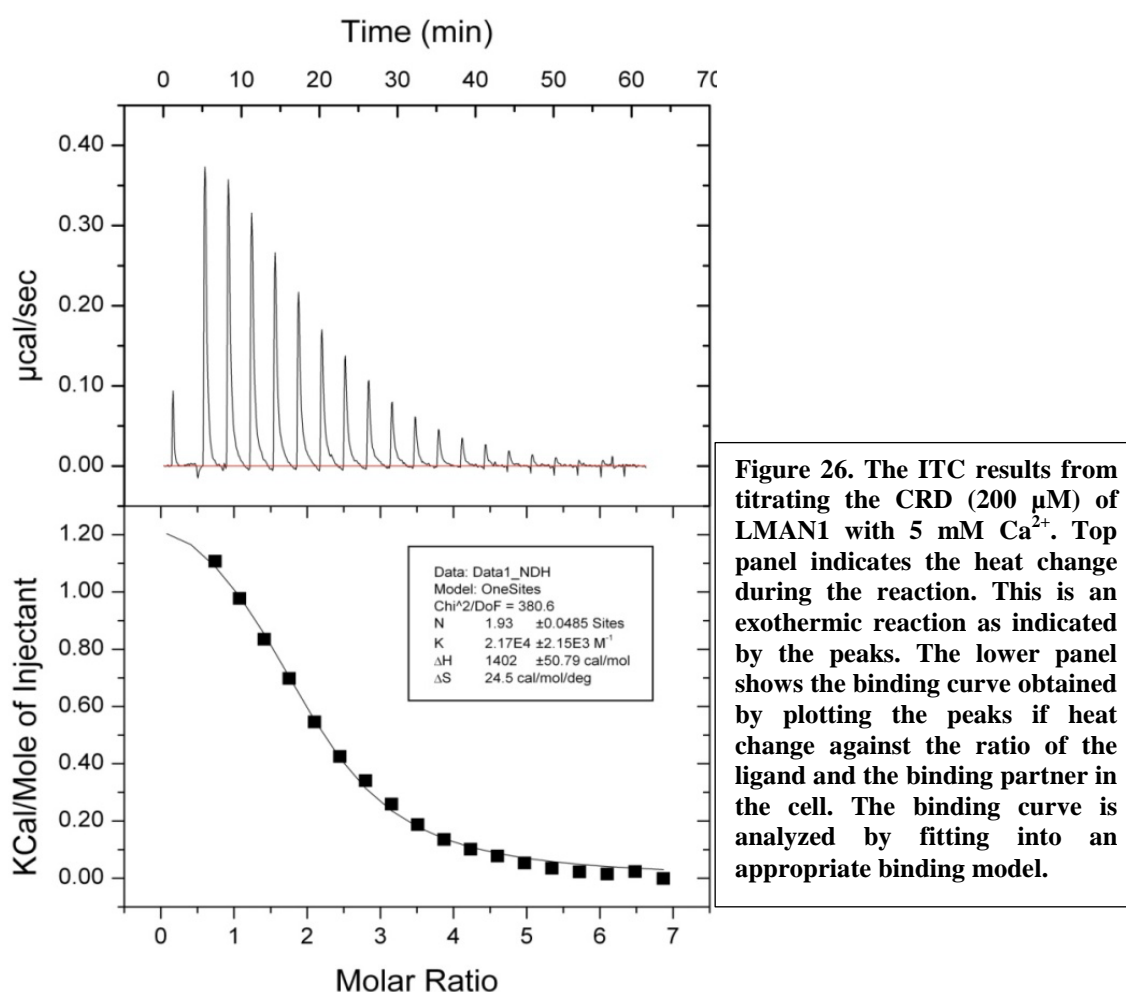 Time (min)
0 10 20 30 40 50 60 70
0.40
0.30
0.20
0.10
0.00
µcal/sec
1.20
1.00
0.80
0.60
0.40
0.20
0.00
KCal/Mole of Injectant
Data: Data1_NDH
Model: OneSites
Chi^2/DoF = 380.6
N 1.93 ±0.0485 Sites
K 2.17E4 ±2.15E3 M⁻¹
ΔH 1402 ±50.79 cal/mol
ΔS 24.5 cal/mol/deg
0 1 2 3 4 5 6 7
Molar Ratio
Figure 26. The ITC results from
titrating the CRD (200 µM) of
LMAN1 with 5 mM Ca²⁺. Top
panel indicates the heat change
during the reaction. This is an
exothermic reaction as indicated
by the peaks. The lower panel
shows the binding curve obtained
by plotting the peaks if heat
change against the ratio of the
ligand and the binding partner in
the cell. The binding curve is
analyzed by fitting into an
appropriate binding model.